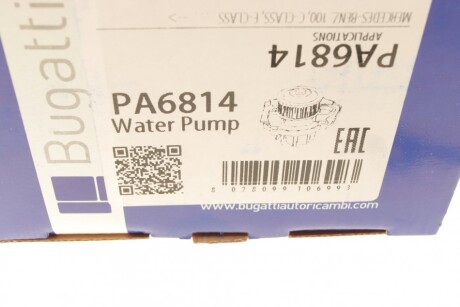 MERCEDES-BENZ: 100, C-CLASS, E-CLASS
APPLICATIONS
PA6814
Bugatti
PA6814
Water Pump
EAC
www.bugattiautoricambi.com